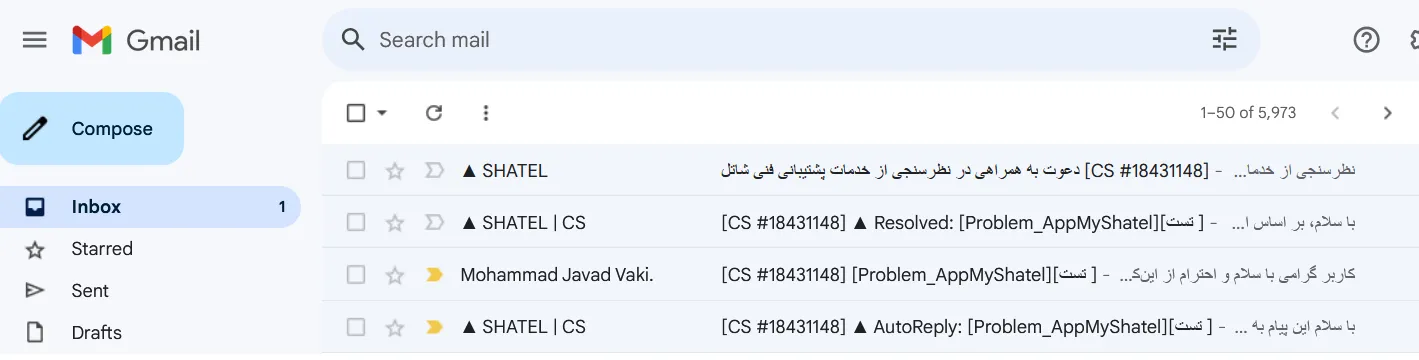 Gmail
Search mail
Compose
1–50 of 5,973
Inbox 1
Starred
Sent
Drafts
▲ SHATEL [CS #18431148] دعوت به همراهی در نظرسنجی از خدمات پشتیبانی فنی شاتل - نظرسنجی از خدما...
▲ SHATEL | CS [CS #18431148] ▲ Resolved: [Problem_AppMyShatel][تست ] - با سلام، بر اساس ا...
Mohammad Javad Vaki. [CS #18431148] [Problem_AppMyShatel][تست ] - کاربر گرامی با سلام و احترام از این‌ک...
▲ SHATEL | CS [CS #18431148] ▲ AutoReply: [Problem_AppMyShatel][تست ] - با سلام این پیام به ...